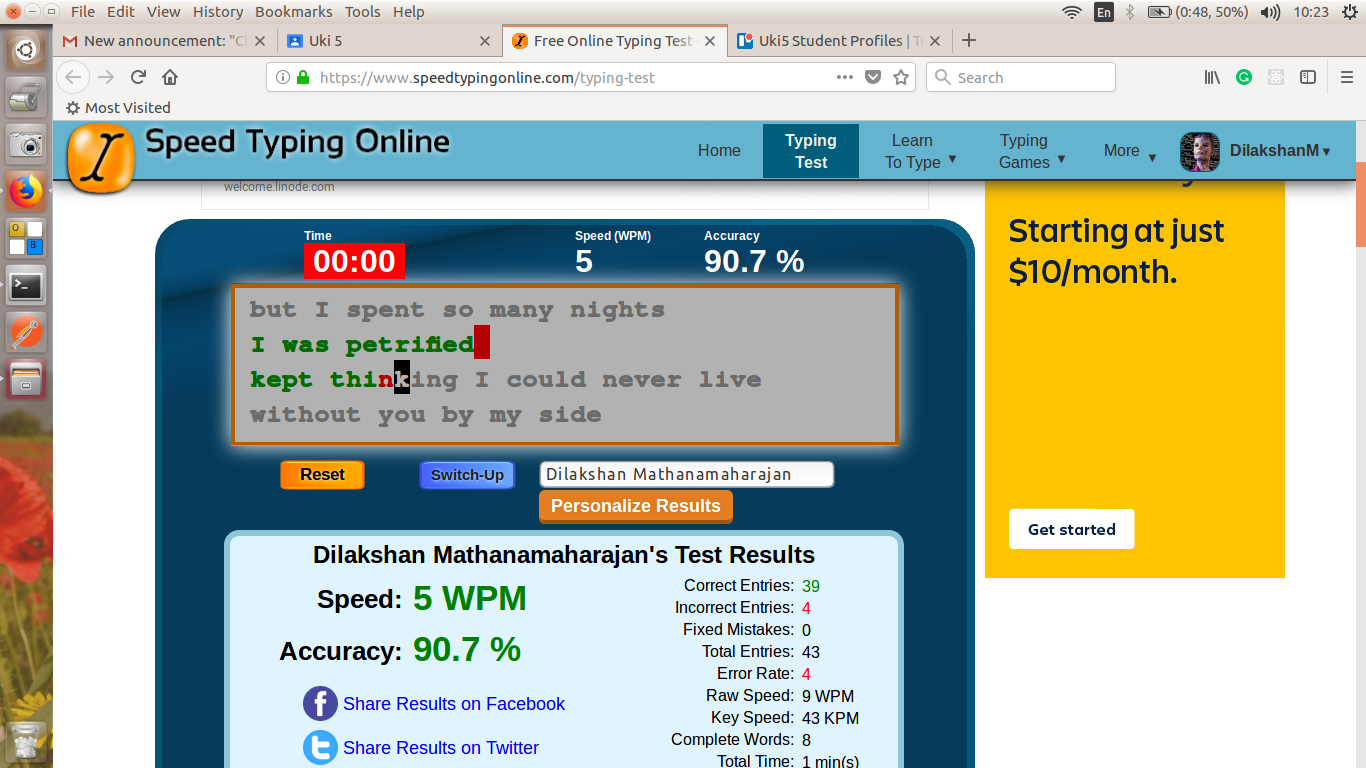 File Edit View History Bookmarks Tools Help
En (0:48, 50%) 10:23
New announcement: "Cl
Uki 5
Free Online Typing Test
Uki5 Student Profiles | T
https://www.speedtypingonline.com/typing-test
Search
Most Visited
Speed Typing Online
Home
Typing
Test
Learn
To Type ▼
Typing
Games ▼
More ▼
DilakshanM ▼
welcome.linode.com
Starting at just
$10/month.
Get started
Time
00:00
Speed (WPM)
5
Accuracy
90.7 %
but I spent so many nights
I was petrified
kept thinking I could never live
without you by my side
Reset
Switch-Up
Dilakshan Mathanamaharajan
Personalize Results
Dilakshan Mathanamaharajan's Test Results
Speed: 5 WPM
Accuracy: 90.7 %
Share Results on Facebook
Share Results on Twitter
Correct Entries: 39
Incorrect Entries: 4
Fixed Mistakes: 0
Total Entries: 43
Error Rate: 4
Raw Speed: 9 WPM
Key Speed: 43 KPM
Complete Words: 8
Total Time: 1 min(s)